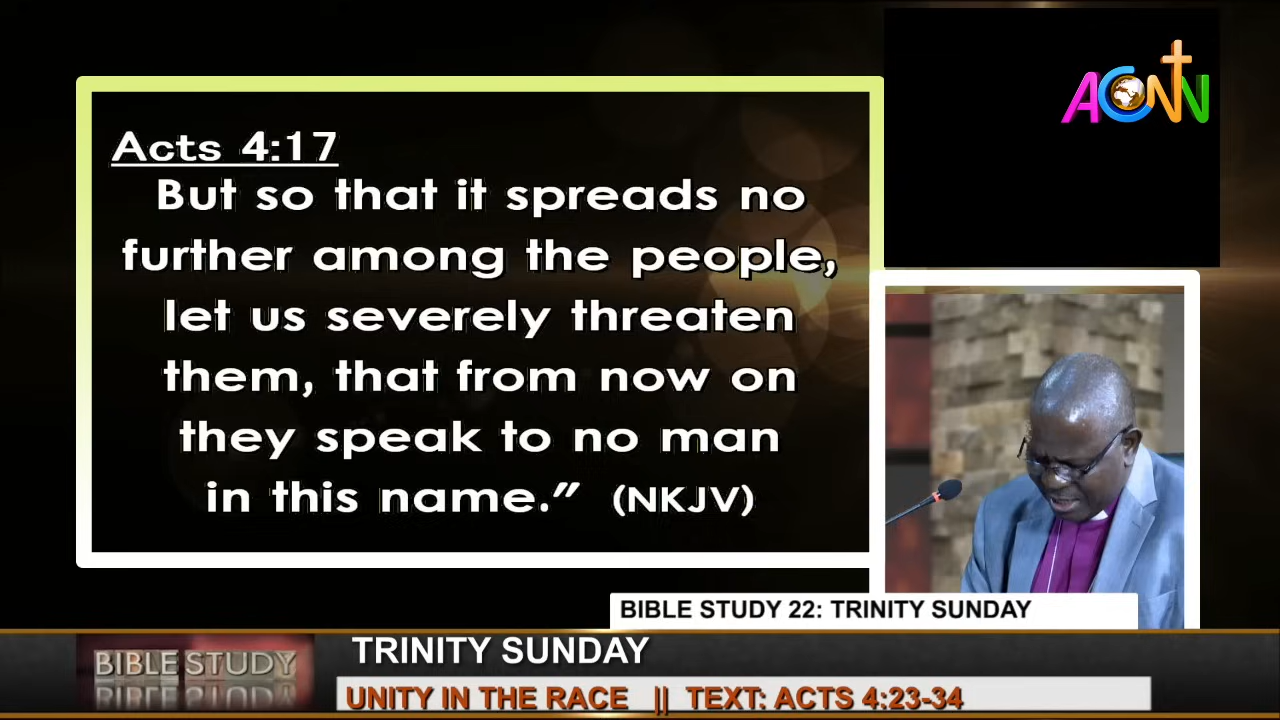 Acts 4:17
But so that it spreads no
further among the people,
let us severely threaten
them, that from now on
they speak to no man
in this name.” (NKJV)
ACNN
BIBLE STUDY 22: TRINITY SUNDAY
BIBLE STUDY
TRINITY SUNDAY
UNITY IN THE RACE || TEXT: ACTS 4:23-34